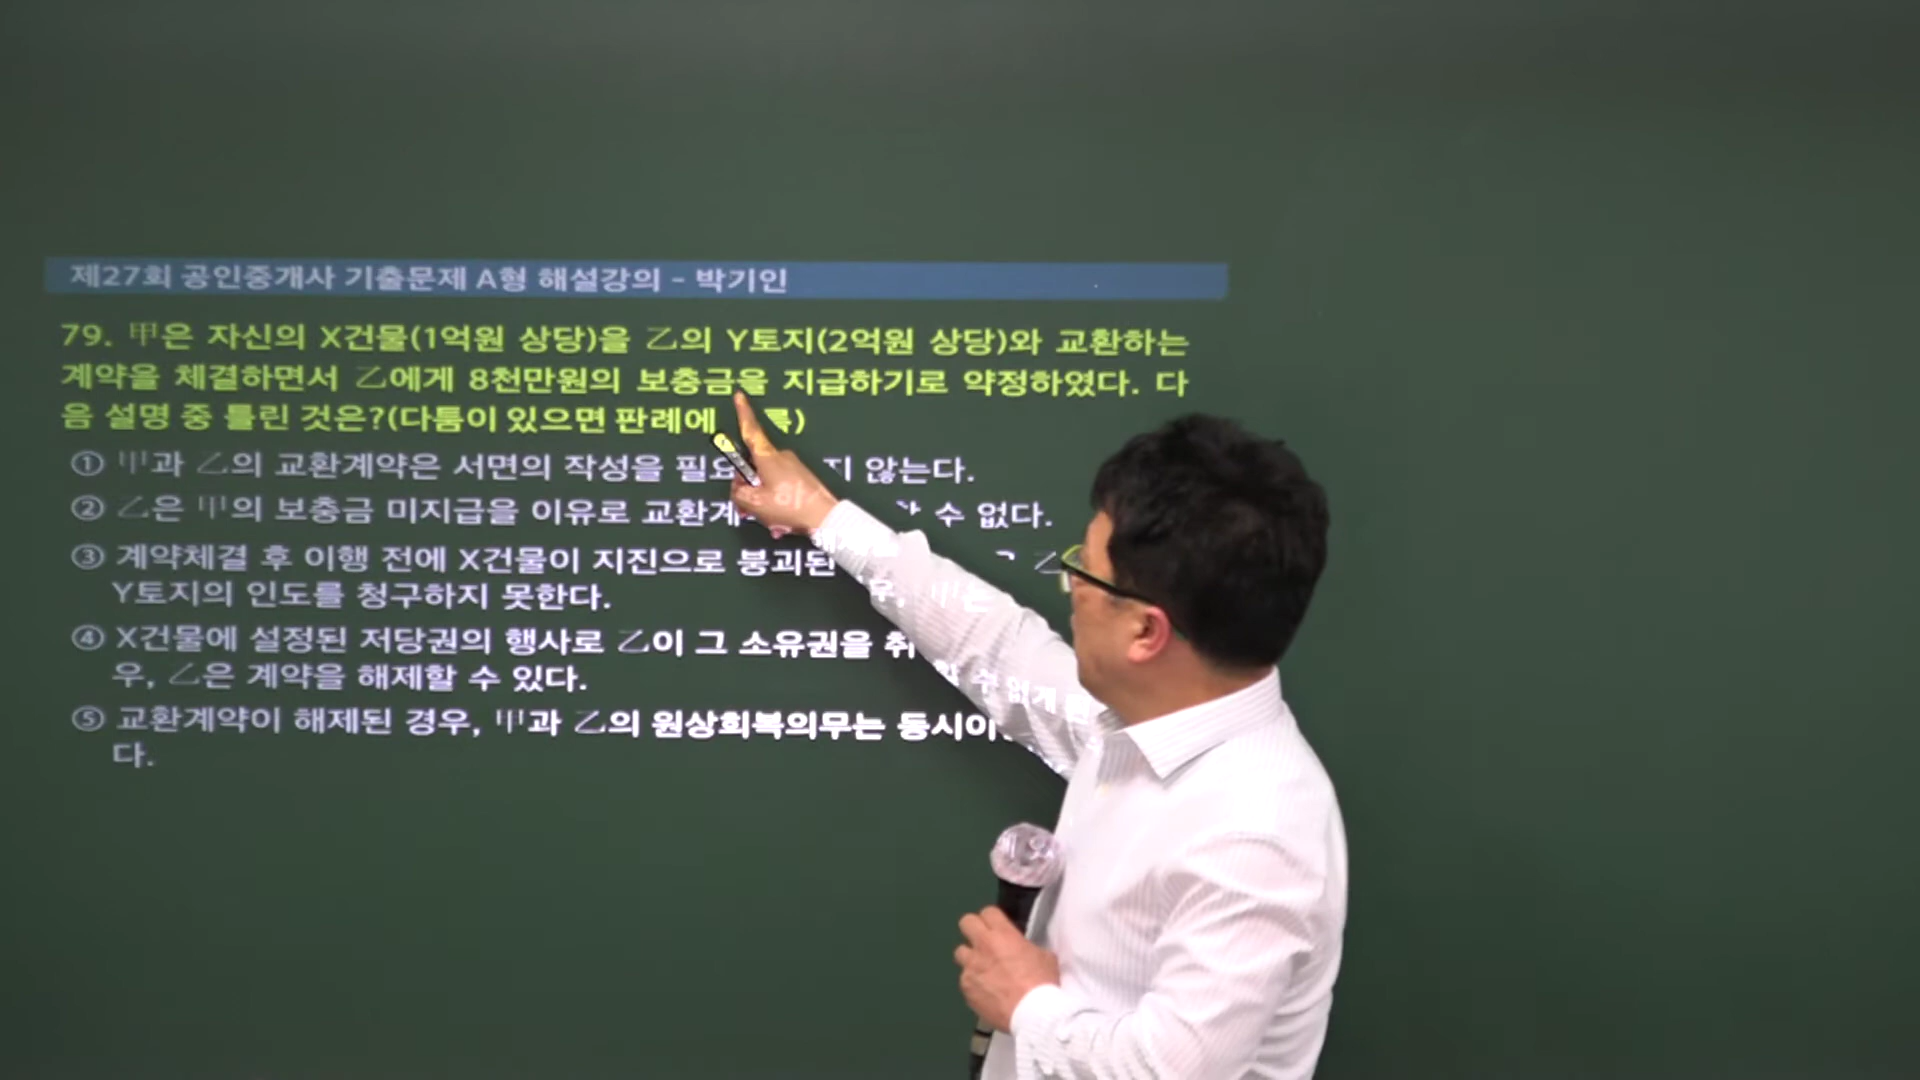 제27회 공인중개사 기출문제 A형 해설강의 - 박기인
79. 甲은 자신의 X건물(1억원 상당)을 乙의 Y토지(2억원 상당)와 교환하는
계약을 체결하면서 乙에게 8천만원의 보충금을 지급하기로 약정하였다. 다
음 설명 중 틀린 것은?(다툼이 있으면 판례에
① 甲과 乙의 교환계약은 서면의 작성을 않는다.
② 乙은 甲의 보충금 미지급을 이유로 수 없다.
③ 계약체결 후 이행 전에 X건물이 지진으로 붕괴된 甲은
Y토지의 인도를 청구하지 못한다.
④ X건물에 설정된 저당권의 행사로 乙이 그 소유권을 취 수 없게 된
우, 乙은 계약을 해제할 수 있다.
⑤ 교환계약이 해제된 경우, 甲과 乙의 원상회복의무는
다.